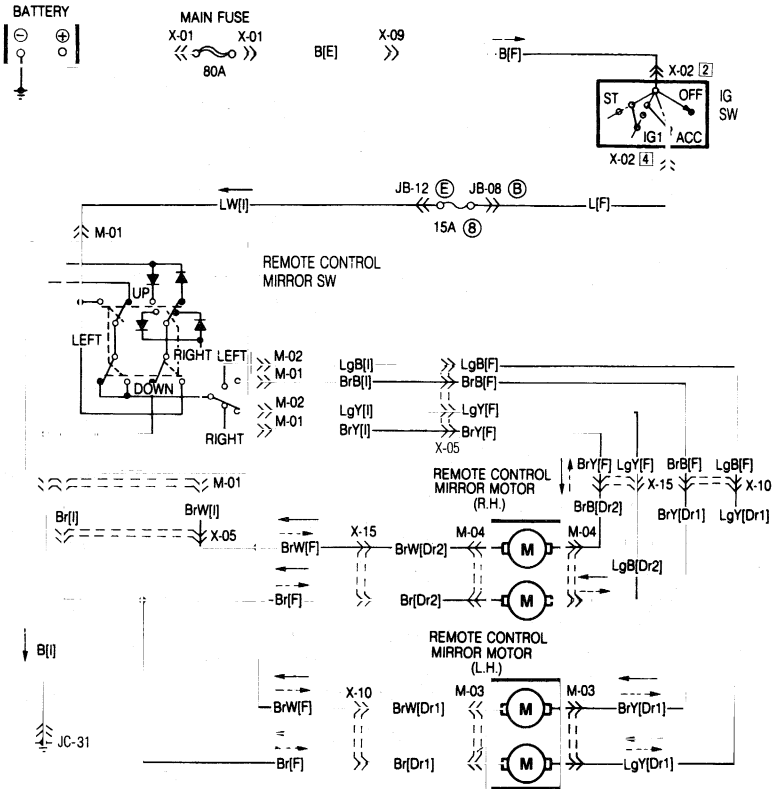 BATTERY
MAIN FUSE
X-01 X-01 X-09
80A
B[E]
B[F]
X-02 2
ST OFF
IG1 ACC
IG
SW
X-02 4
JB-12 E JB-08 B
LW[I]
L[F]
15A 8
M-01
REMOTE CONTROL
MIRROR SW
UP
LEFT
RIGHT LEFT
DOWN
RIGHT
M-02 LgB[I] LgB[F]
M-01 BrB[I] BrB[F]
M-02 LgY[I] LgY[F]
M-01 BrY[I] BrY[F]
X-05
REMOTE CONTROL
MIRROR MOTOR
(R.H.)
BrY[F] LgY[F] BrB[F] LgB[F]
X-15 X-10
BrB[Dr2] BrY[Dr1] LgY[Dr1]
M-01
Br[I] BrW[I]
X-05
X-15 M-04 M-04
BrW[F] BrW[Dr2] M
LgB[Dr2]
Br[F] Br[Dr2] M
REMOTE CONTROL
MIRROR MOTOR
(L.H.)
B[I]
X-10 M-03 M-03
BrW[F] BrW[Dr1] M BrY[Dr1]
JC-31
Br[F] Br[Dr1] M LgY[Dr1]